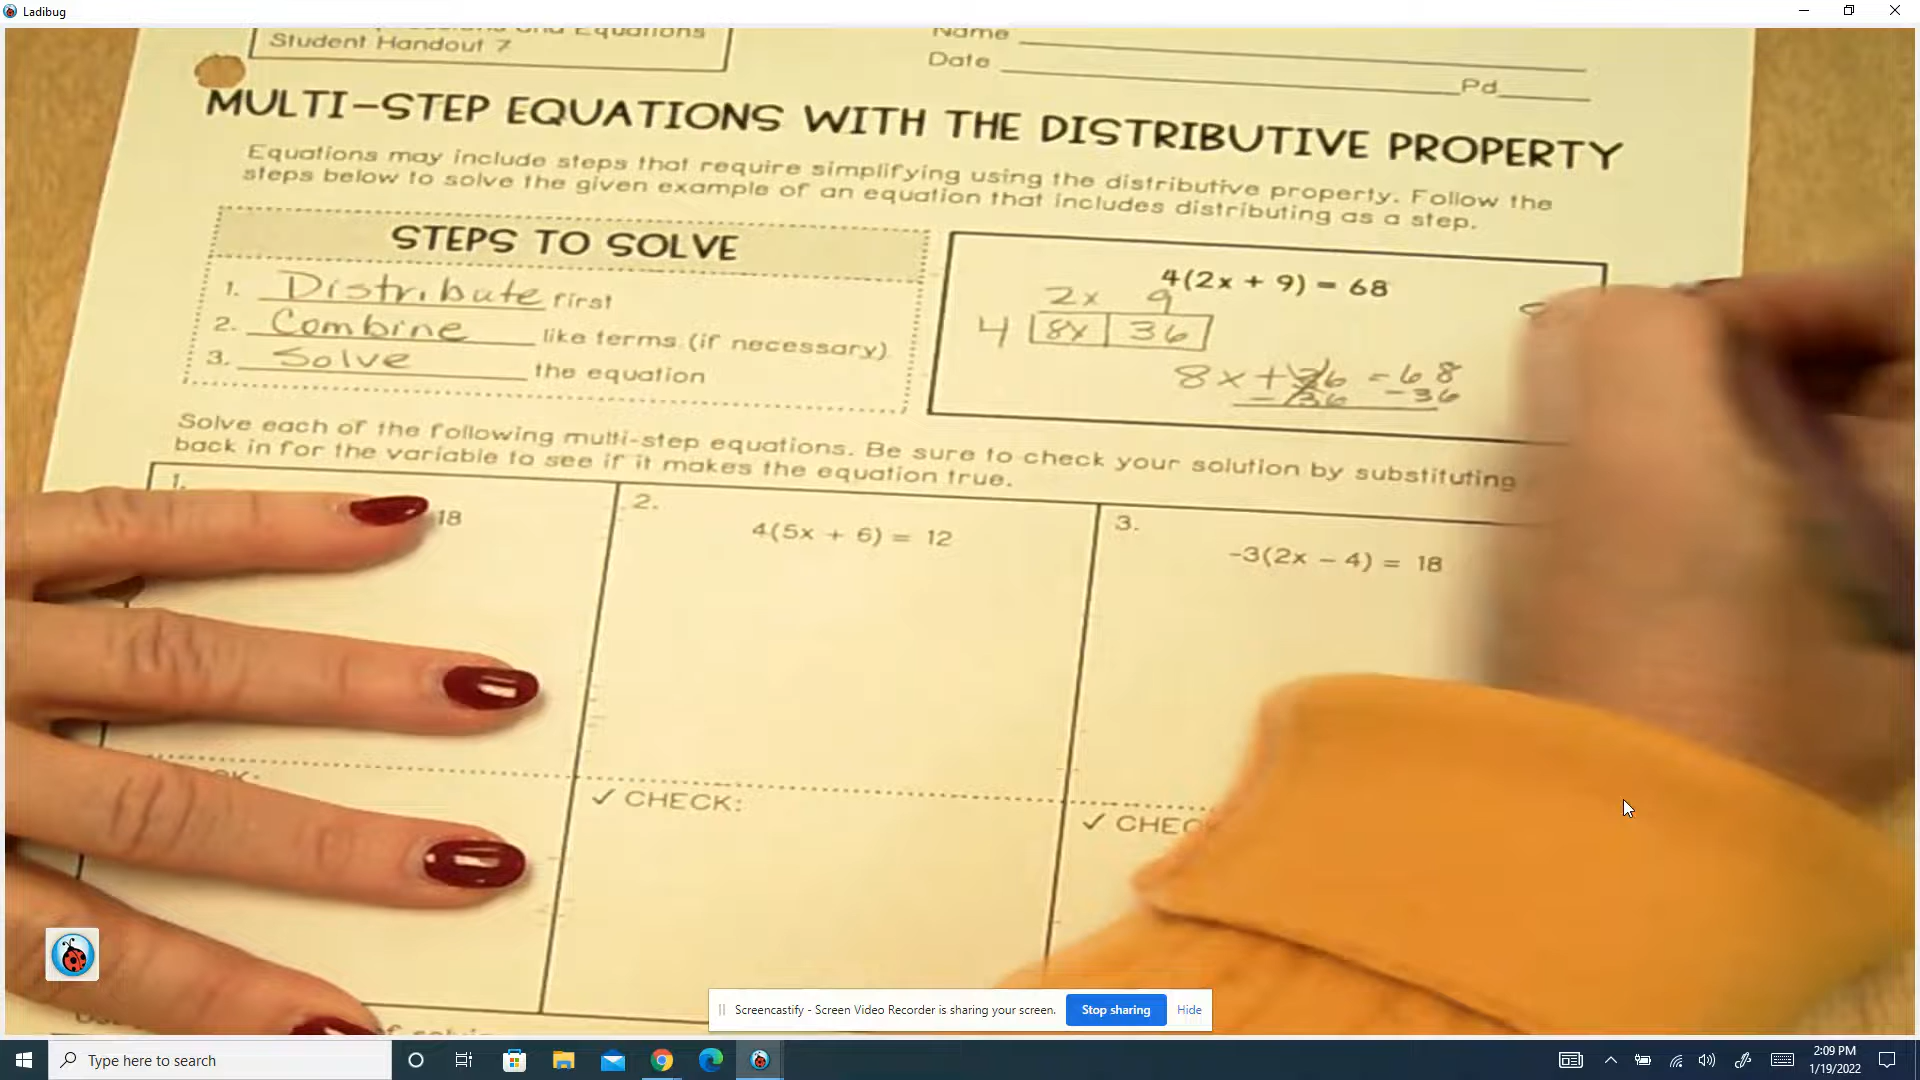 Ladibug
Student Handout 7
Name
Date
Pd
MULTI-STEP EQUATIONS WITH THE DISTRIBUTIVE PROPERTY
Equations may include steps that require simplifying using the distributive property. Follow the
steps below to solve the given example of an equation that includes distributing as a step.
STEPS TO SOLVE
1. Distribute first
2. Combine like terms (if necessary)
3. Solve the equation
4(2x + 9) = 68
2x 9
4 8x 36
8x + 36 = 68
- 36 - 36
Solve each of the following multi-step equations. Be sure to check your solution by substituting
back in for the variable to see if it makes the equation true.
1.
18
2.
4(5x + 6) = 12
3.
-3(2x - 4) = 18
✓ CHECK:
✓ CHEC
Screencastify - Screen Video Recorder is sharing your screen.
Stop sharing
Hide
Type here to search
2:09 PM
1/19/2022